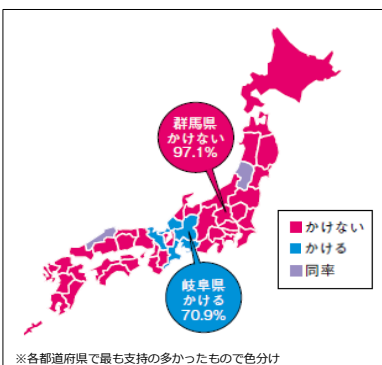 群馬県
かけない
97.1%
かけない
かける
同率
岐阜県
かける
70.9%
※各都道府県で最も支持の多かったもので色分け